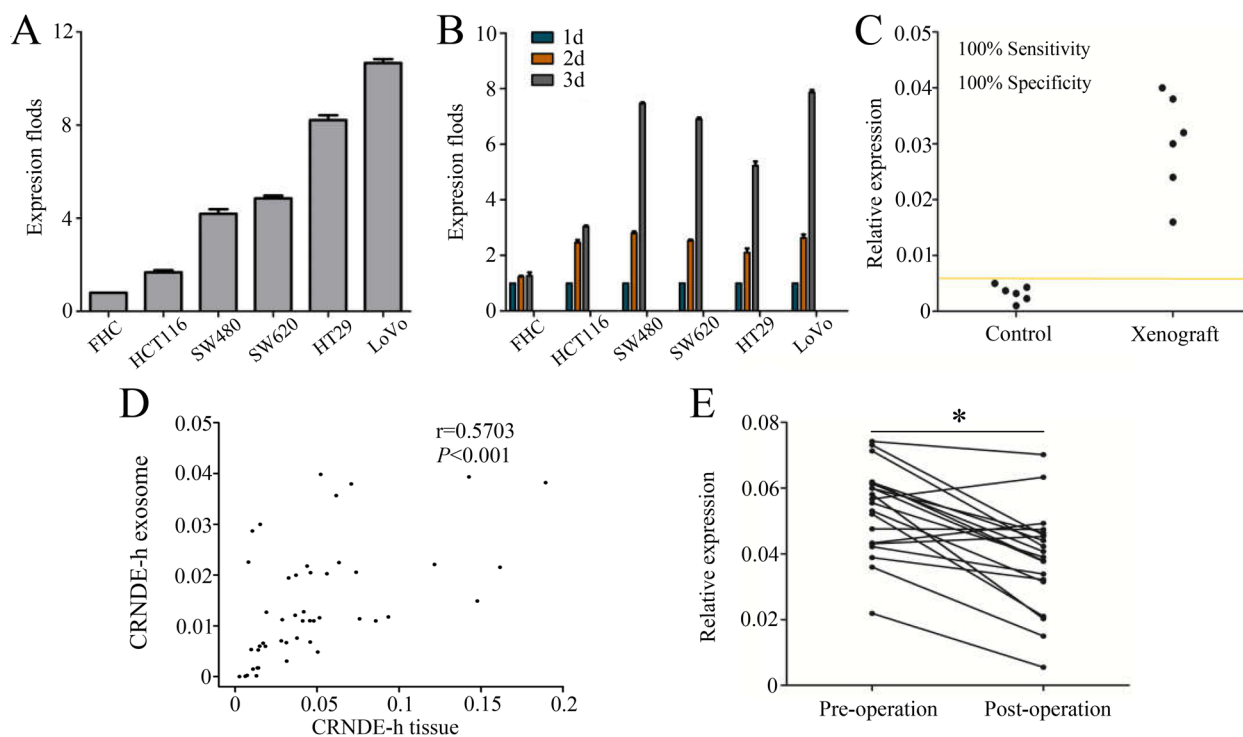 A
Expresion flods
12
8
4
0
FHC
HCT116
SW480
SW620
HT29
LoVo
B
Expresion flods
10
8
6
4
2
0
1d
2d
3d
FHC
HCT116
SW480
SW620
HT29
LoVo
C
Relative expression
0.05
0.04
0.03
0.02
0.01
0
100% Sensitivity
100% Specificity
Control
Xenograft
D
CRNDE-h exosome
0.05
0.04
0.03
0.02
0.01
0
r=0.5703
P<0.001
0
0.05
0.1
0.15
0.2
CRNDE-h tissue
E
Relative expression
0.08
0.06
0.04
0.02
0
*
Pre-operation
Post-operation